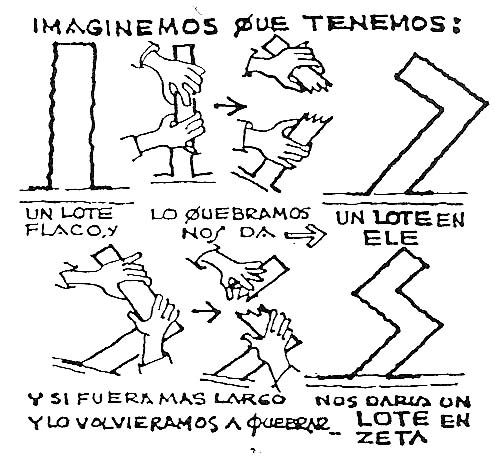 IMAGINEMOS QUE TENEMOS:
UN LOTE
FLACO, Y
LO QUEBRAMOS
NOS DA
UN LOTE EN
ELE
Y SI FUERA MAS LARGO
Y LO VOLVIERAMOS A QUEBRAR_
NOS DARIA UN
LOTE EN
ZETA